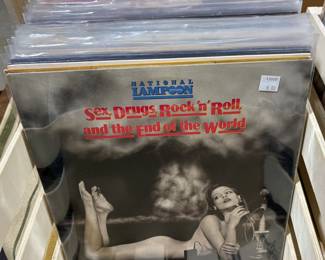 NATIONAL
LAMPOON
Sex, Drugs, Rock 'n' Roll,
and the End of the World